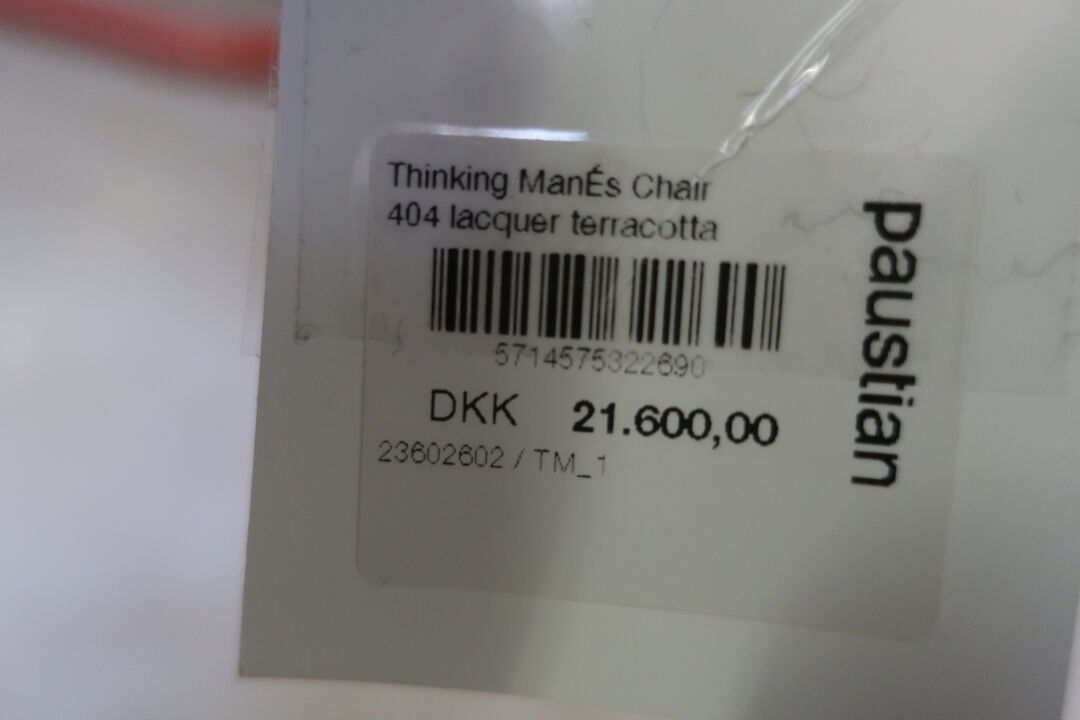 Thinking ManÉs Chair
404 lacquer terracotta
5714575322690
DKK 21.600,00
23602602 / TM_1
paustian